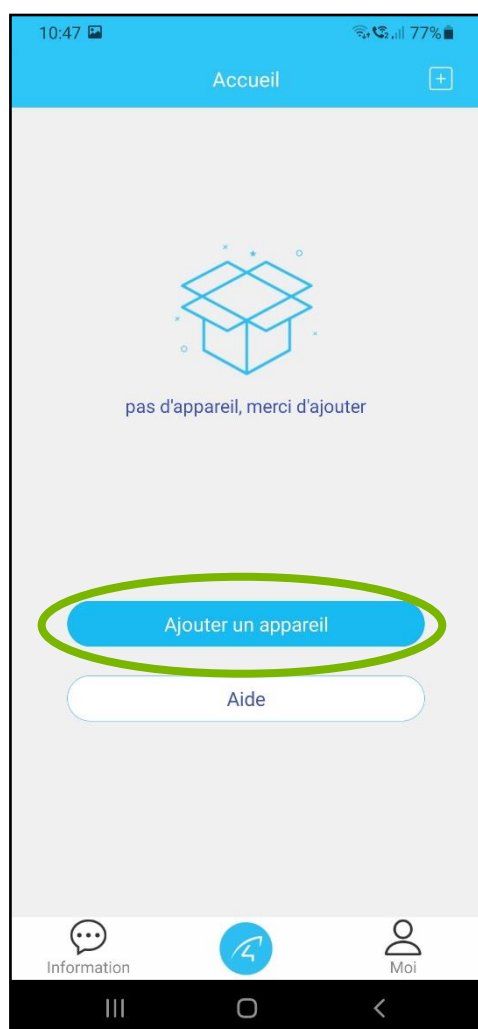 10:47 77%
Accueil
pas d'appareil, merci d'ajouter
Ajouter un appareil
Aide
Information
Moi